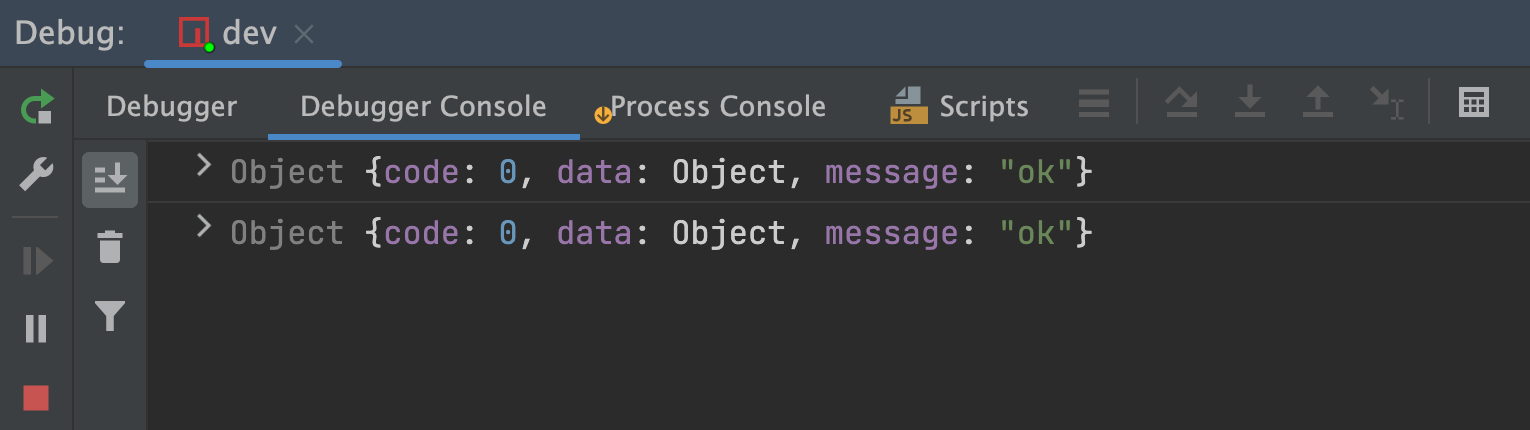 Debug: dev
Debugger Debugger Console Process Console JS Scripts
Object {code: 0, data: Object, message: "ok"}
Object {code: 0, data: Object, message: "ok"}